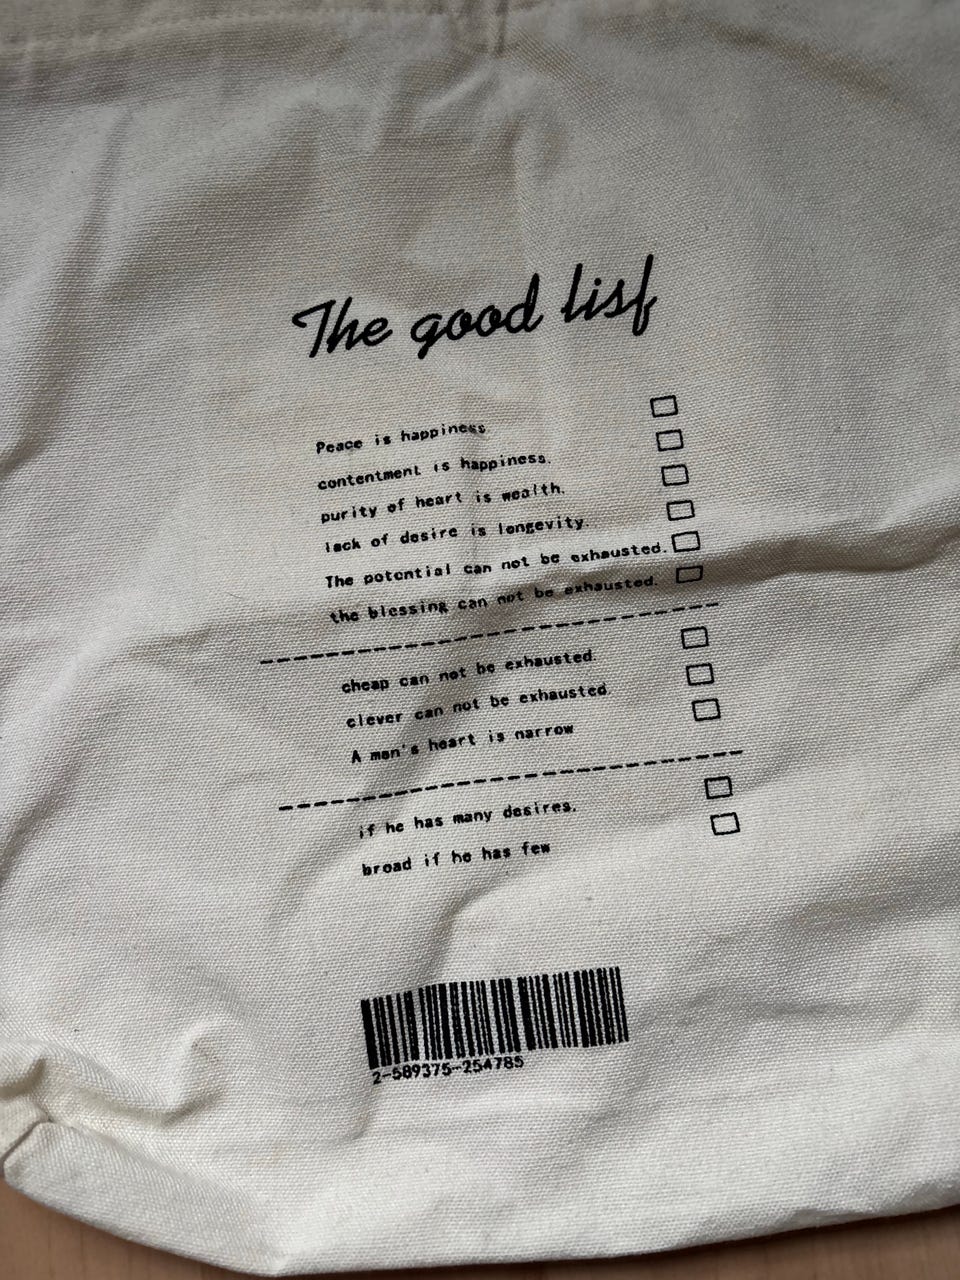 The good list
Peace is happiness.
contentment is happiness.
purity of heart is wealth.
lack of desire is longevity.
The potential can not be exhausted.
the blessing can not be exhausted.
cheap can not be exhausted.
clever can not be exhausted.
A man's heart is narrow
if he has many desires.
broad if he has few
2-589375-254785